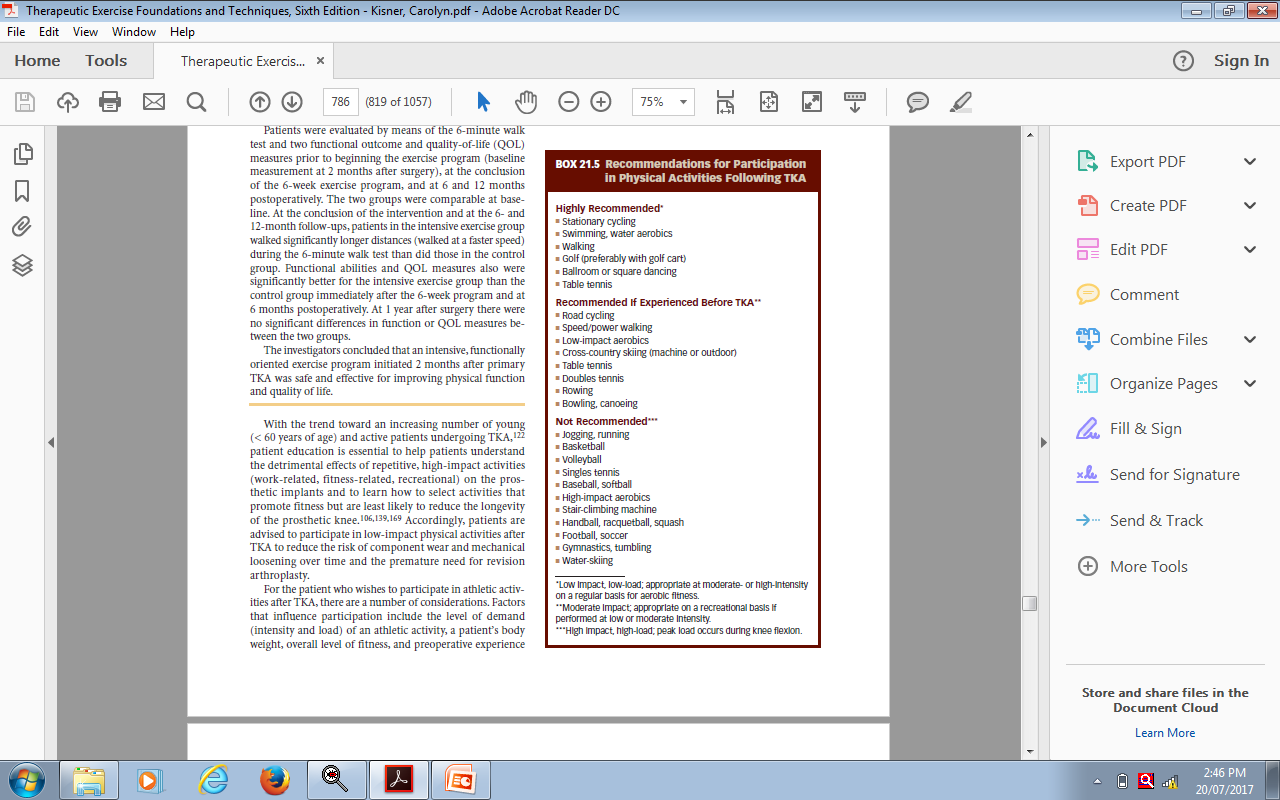 Therapeutic Exercise Foundations and Techniques, Sixth Edition - Kisner, Carolyn.pdf - Adobe Acrobat Reader DC
File Edit View Window Help
Home Tools Therapeutic Exercis... × Sign In
786 (819 of 1057) 75%
Patients were evaluated by means of the 6-minute walk
test and two functional outcome and quality-of-life (QOL)
measures prior to beginning the exercise program (baseline
measurement at 2 months after surgery), at the conclusion
of the 6-week exercise program, and at 6 and 12 months
postoperatively. The two groups were comparable at base-
line. At the conclusion of the intervention and at the 6- and
12-month follow-ups, patients in the intensive exercise group
walked significantly longer distances (walked at a faster speed)
during the 6-minute walk test than did those in the control
group. Functional abilities and QOL measures also were
significantly better for the intensive exercise group than the
control group immediately after the 6-week program and at
6 months postoperatively. At 1 year after surgery there were
no significant differences in function or QOL measures be-
tween the two groups.
The investigators concluded that an intensive, functionally
oriented exercise program initiated 2 months after primary
TKA was safe and effective for improving physical function
and quality of life.
With the trend toward an increasing number of young
(< 60 years of age) and active patients undergoing TKA,122
patient education is essential to help patients understand
the detrimental effects of repetitive, high-impact activities
(work-related, fitness-related, recreational) on the pros-
thetic implants and to learn how to select activities that
promote fitness but are least likely to reduce the longevity
of the prosthetic knee.106,139,169 Accordingly, patients are
advised to participate in low-impact physical activities after
TKA to reduce the risk of component wear and mechanical
loosening over time and the premature need for revision
arthroplasty.
For the patient who wishes to participate in athletic activ-
ities after TKA, there are a number of considerations. Factors
that influence participation include the level of demand
(intensity and load) of an athletic activity, a patient's body
weight, overall level of fitness, and preoperative experience
BOX 21.5 Recommendations for Participation
in Physical Activities Following TKA
Highly Recommended*
Stationary cycling
Swimming, water aerobics
Walking
Golf (preferably with golf cart)
Ballroom or square dancing
Table tennis
Recommended If Experienced Before TKA**
Road cycling
Speed/power walking
Low-impact aerobics
Cross-country skiing (machine or outdoor)
Table tennis
Doubles tennis
Rowing
Bowling, canoeing
Not Recommended***
Jogging, running
Basketball
Volleyball
Singles tennis
Baseball, softball
High-impact aerobics
Stair-climbing machine
Handball, racquetball, squash
Football, soccer
Gymnastics, tumbling
Water-skiing
*Low impact, low-load; appropriate at moderate- or high-intensity
on a regular basis for aerobic fitness.
**Moderate impact; appropriate on a recreational basis if
performed at low or moderate intensity.
***High impact, high-load; peak load occurs during knee flexion.
Export PDF
Create PDF
Edit PDF
Comment
Combine Files
Organize Pages
Fill & Sign
Send for Signature
Send & Track
More Tools
Store and share files in the
Document Cloud
Learn More
2:46 PM
20/07/2017